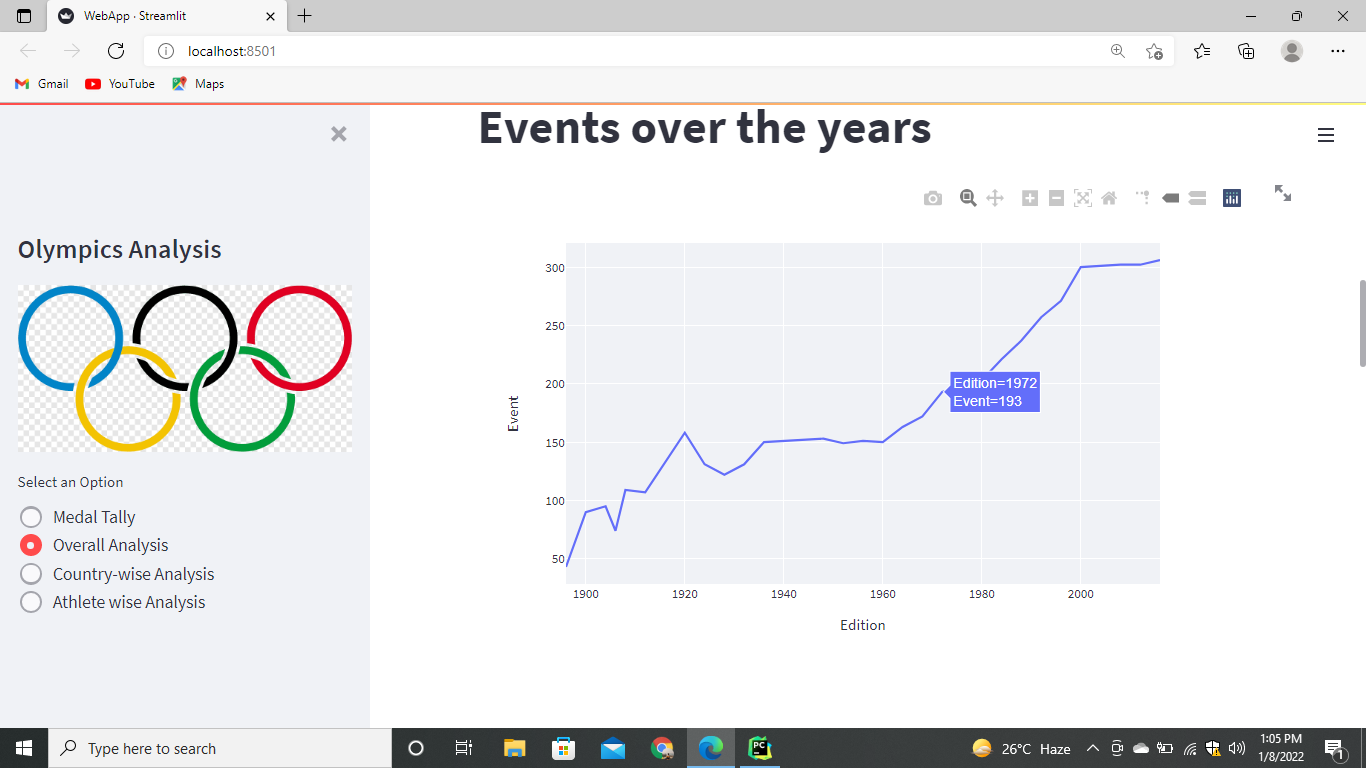 WebApp · Streamlit
localhost:8501
Gmail
YouTube
Maps
Events over the years
Olympics Analysis
Select an Option
Medal Tally
Overall Analysis
Country-wise Analysis
Athlete wise Analysis
300
250
200
150
100
50
Event
Edition=1972
Event=193
1900
1920
1940
1960
1980
2000
Edition
Type here to search
PC
26°C Haze
1:05 PM
1/8/2022
1